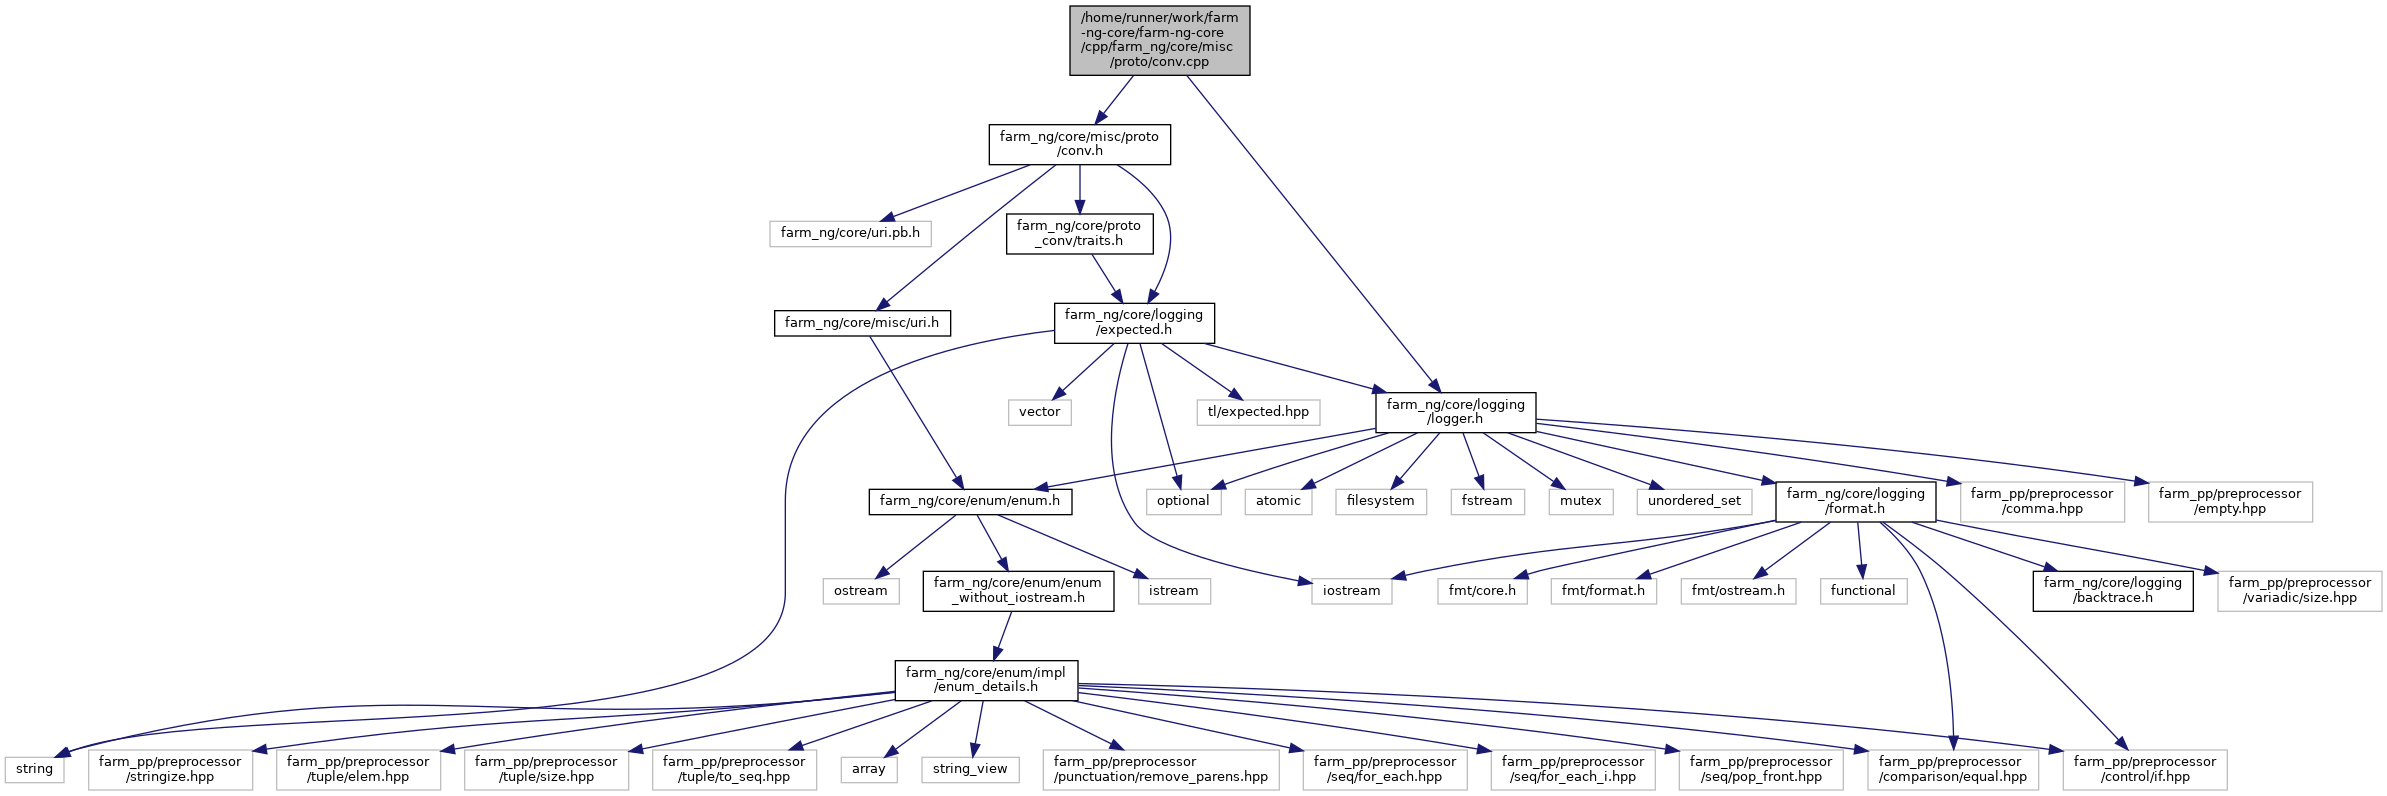 /home/runner/work/farm
-ng-core/farm-ng-core
/cpp/farm_ng/core/misc
/proto/conv.cpp
farm_ng/core/misc/proto
/conv.h
farm_ng/core/uri.pb.h
farm_ng/core/proto
_conv/traits.h
farm_ng/core/misc/uri.h
farm_ng/core/logging
/expected.h
vector
tl/expected.hpp
farm_ng/core/logging
/logger.h
farm_ng/core/enum/enum.h
optional
atomic
filesystem
fstream
mutex
unordered_set
farm_ng/core/logging
/format.h
farm_pp/preprocessor
/comma.hpp
farm_pp/preprocessor
/empty.hpp
ostream
farm_ng/core/enum/enum
_without_iostream.h
istream
iostream
fmt/core.h
fmt/format.h
fmt/ostream.h
functional
farm_ng/core/logging
/backtrace.h
farm_pp/preprocessor
/variadic/size.hpp
farm_ng/core/enum/impl
/enum_details.h
string
farm_pp/preprocessor
/stringize.hpp
farm_pp/preprocessor
/tuple/elem.hpp
farm_pp/preprocessor
/tuple/size.hpp
farm_pp/preprocessor
/tuple/to_seq.hpp
array
string_view
farm_pp/preprocessor
/punctuation/remove_parens.hpp
farm_pp/preprocessor
/seq/for_each.hpp
farm_pp/preprocessor
/seq/for_each_i.hpp
farm_pp/preprocessor
/seq/pop_front.hpp
farm_pp/preprocessor
/comparison/equal.hpp
farm_pp/preprocessor
/control/if.hpp